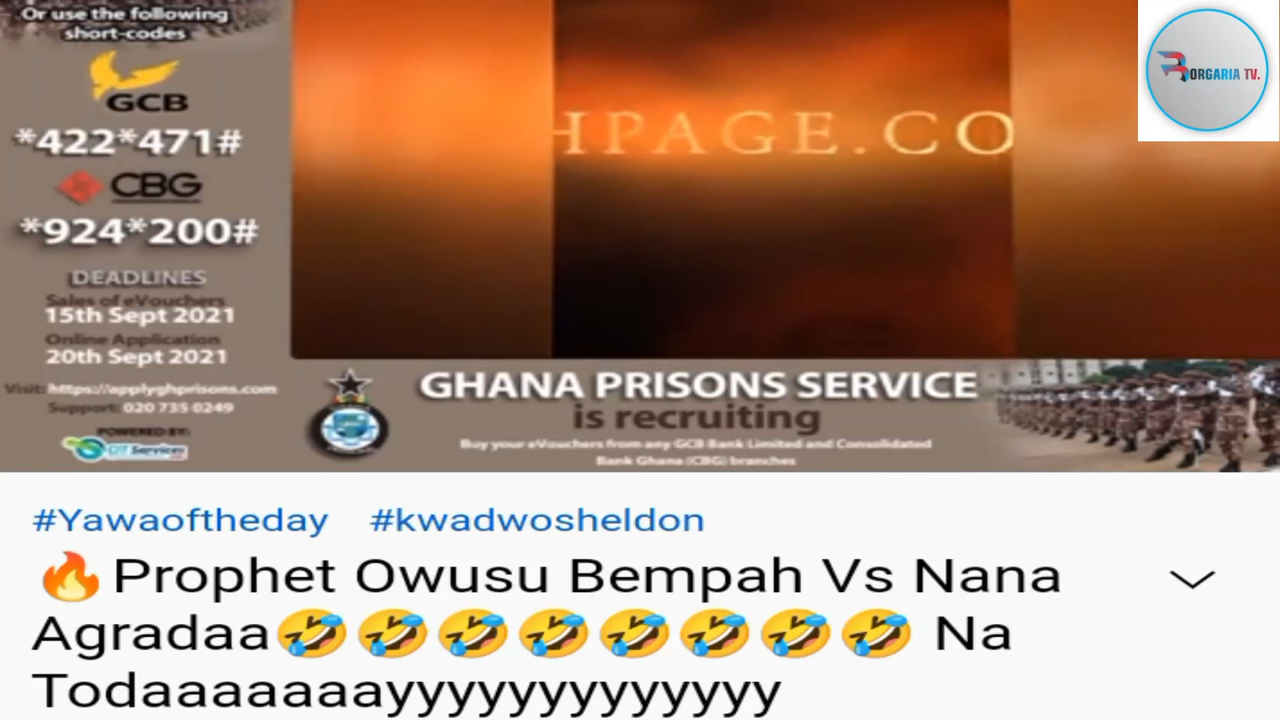 Or use the following
short-codes
GCB
*422*471#
CBG
*924*200#
DEADLINES
Sales of eVouchers
15th Sept 2021
Online Application
20th Sept 2021
Visit: https://applyghprisons.com
Support: 020 735 0249
POWERED BY:
Services
HPAGE.CO
ORGARIA TV.
GHANA PRISONS SERVICE
is recruiting
Buy your eVouchers from any GCB Bank Limited and Consolidated
Bank Ghana (CBG) branches
#Yawaoftheday #kwadwosheldon
🔥Prophet Owusu Bempah Vs Nana
Agradaa🤣🤣🤣🤣🤣🤣🤣🤣 Na
Todaaaaaaaayyyyyyyyyyyyy